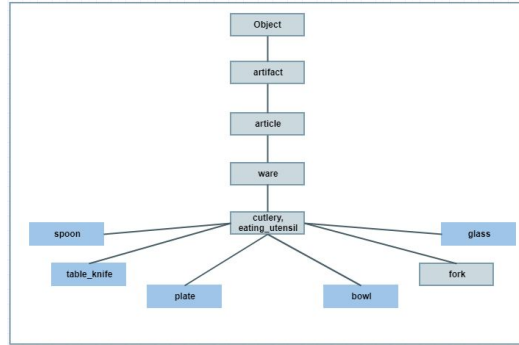 Object
artifact
article
ware
cutlery,
eating_utensil
spoon
glass
table_knife
fork
plate
bowl